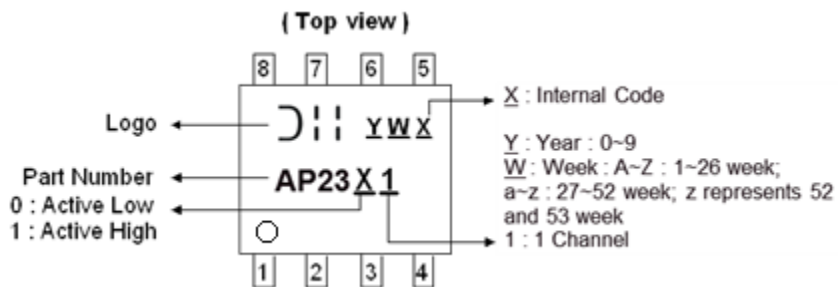 ( Top view )
8 7 6 5
Logo
Y W X
X : Internal Code
Y : Year : 0~9
W : Week : A~Z : 1~26 week;
a~z : 27~52 week; z represents 52
and 53 week
Part Number
AP23 X 1
0 : Active Low
1 : Active High
1 : 1 Channel
1 2 3 4